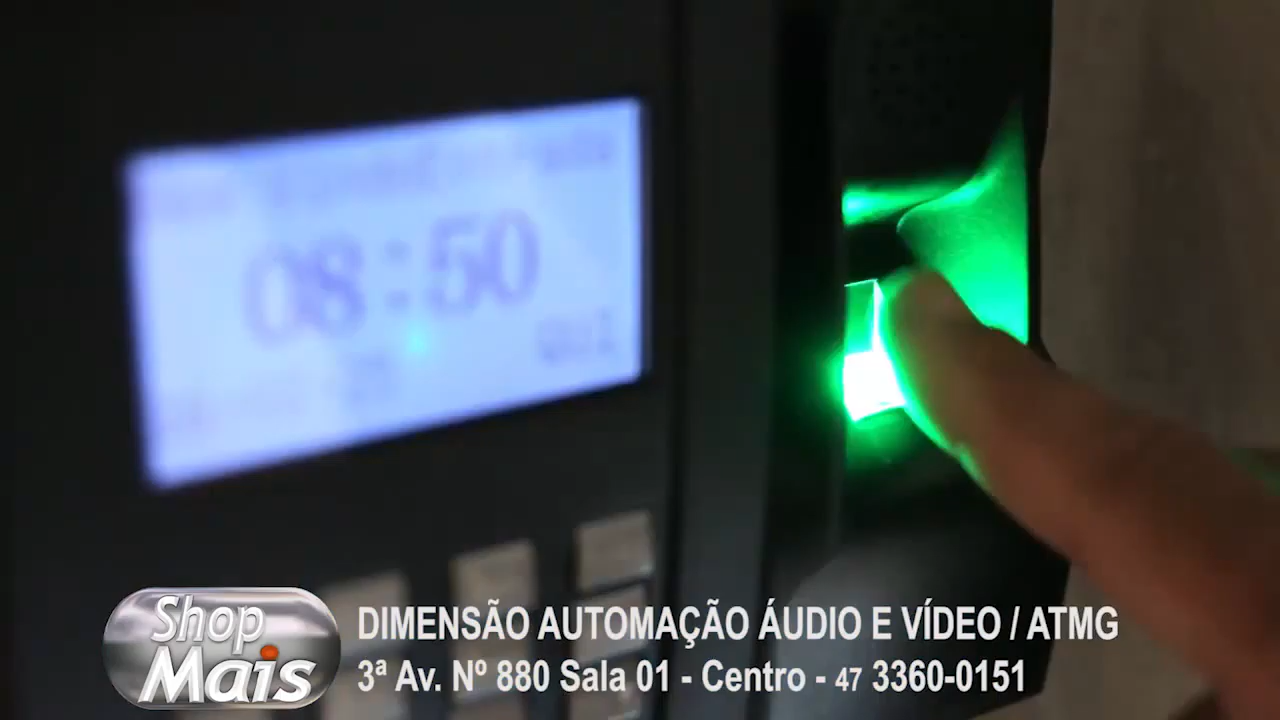 08:50
qui
Shop
Mais
DIMENSÃO AUTOMAÇÃO ÁUDIO E VÍDEO / ATMG
3ª Av. Nº 880 Sala 01 - Centro - 47 3360-0151